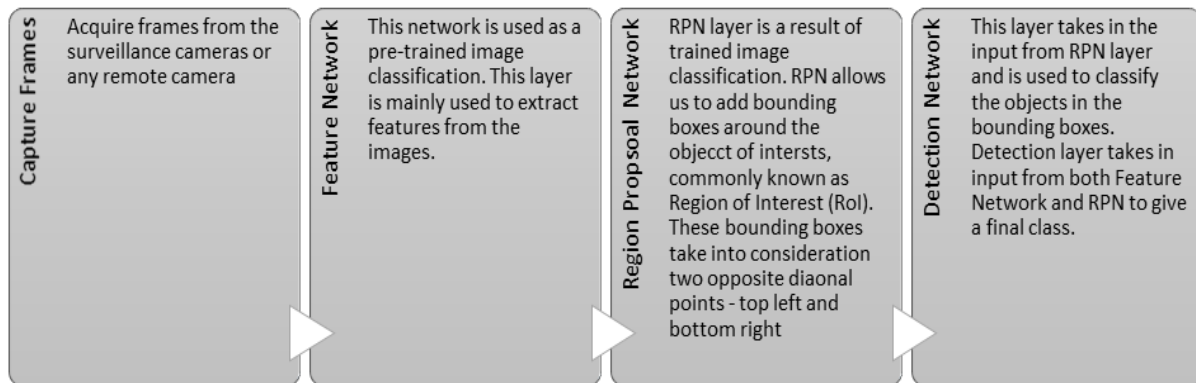 Capture Frames
Acquire frames from the
surveillance cameras or
any remote camera
Feature Network
This network is used as a
pre-trained image
classification. This layer
is mainly used to extract
features from the
images.
Region Propsoal Network
RPN layer is a result of
trained image
classification. RPN allows
us to add bounding
boxes around the
objecct of intersts,
commonly known as
Region of Interest (RoI).
These bounding boxes
take into consideration
two opposite diaonal
points - top left and
bottom right
Detection Network
This layer takes in the
input from RPN layer
and is used to classify
the objects in the
bounding boxes.
Detection layer takes in
input from both Feature
Network and RPN to give
a final class.